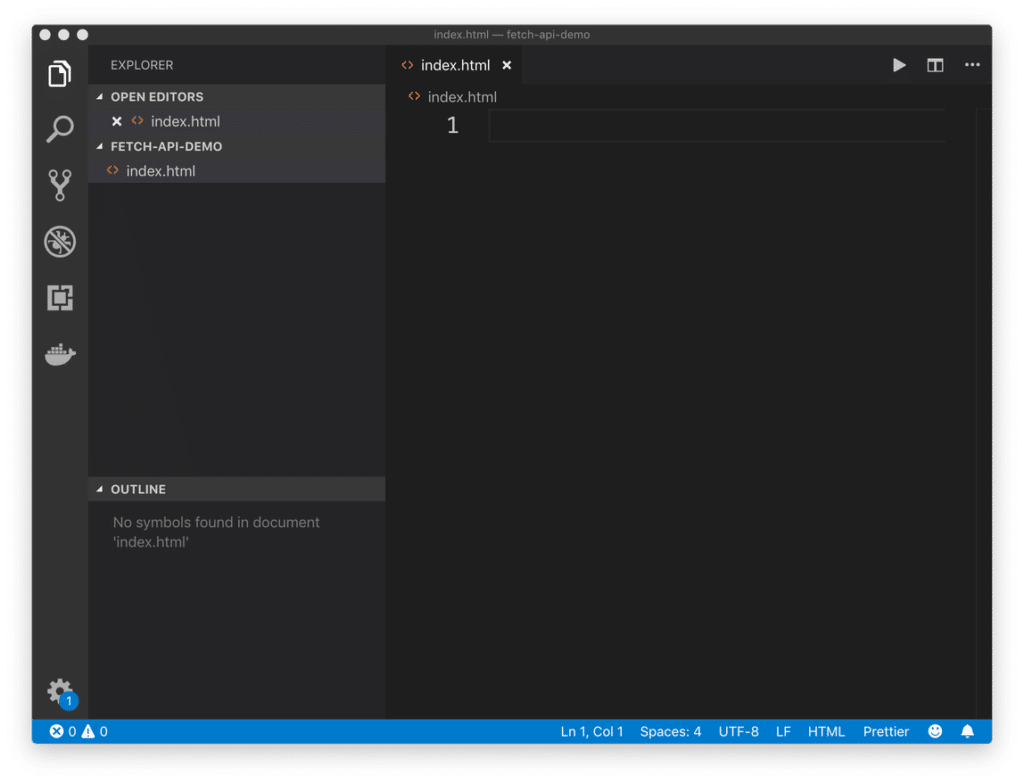 index.html — fetch-api-demo
EXPLORER
OPEN EDITORS
index.html
FETCH-API-DEMO
index.html
OUTLINE
No symbols found in document
'index.html'
1
index.html
index.html
1
0 0
Ln 1, Col 1 Spaces: 4 UTF-8 LF HTML Prettier